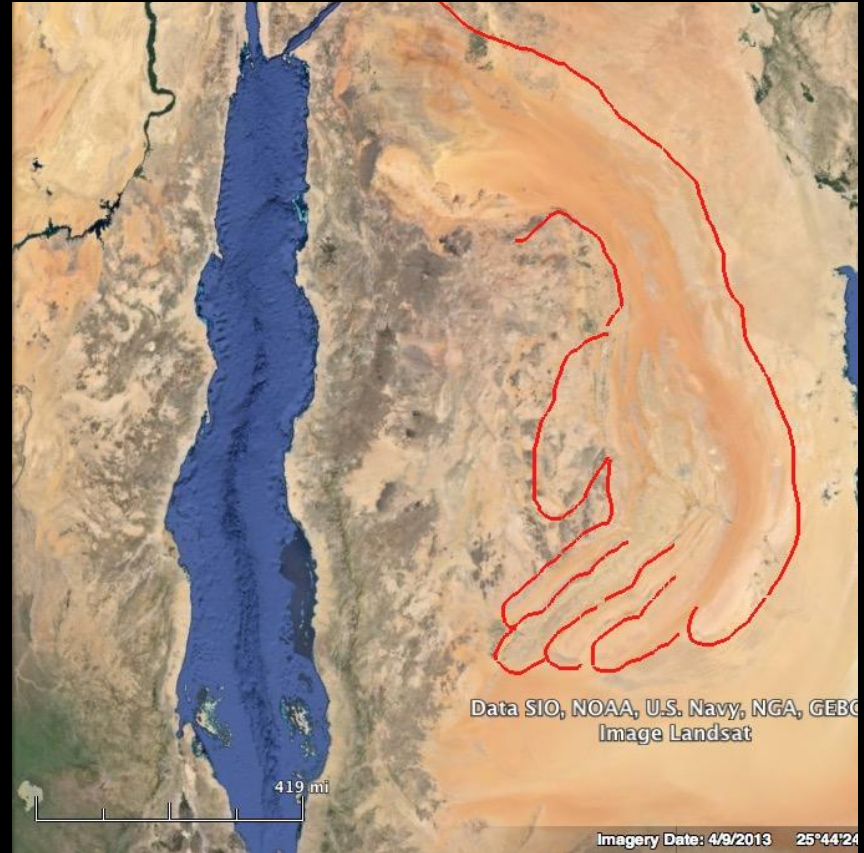 Data SIO, NOAA, U.S. Navy, NGA, GEBC
Image Landsat
419 mi
Imagery Date: 4/9/2013 25°44'24